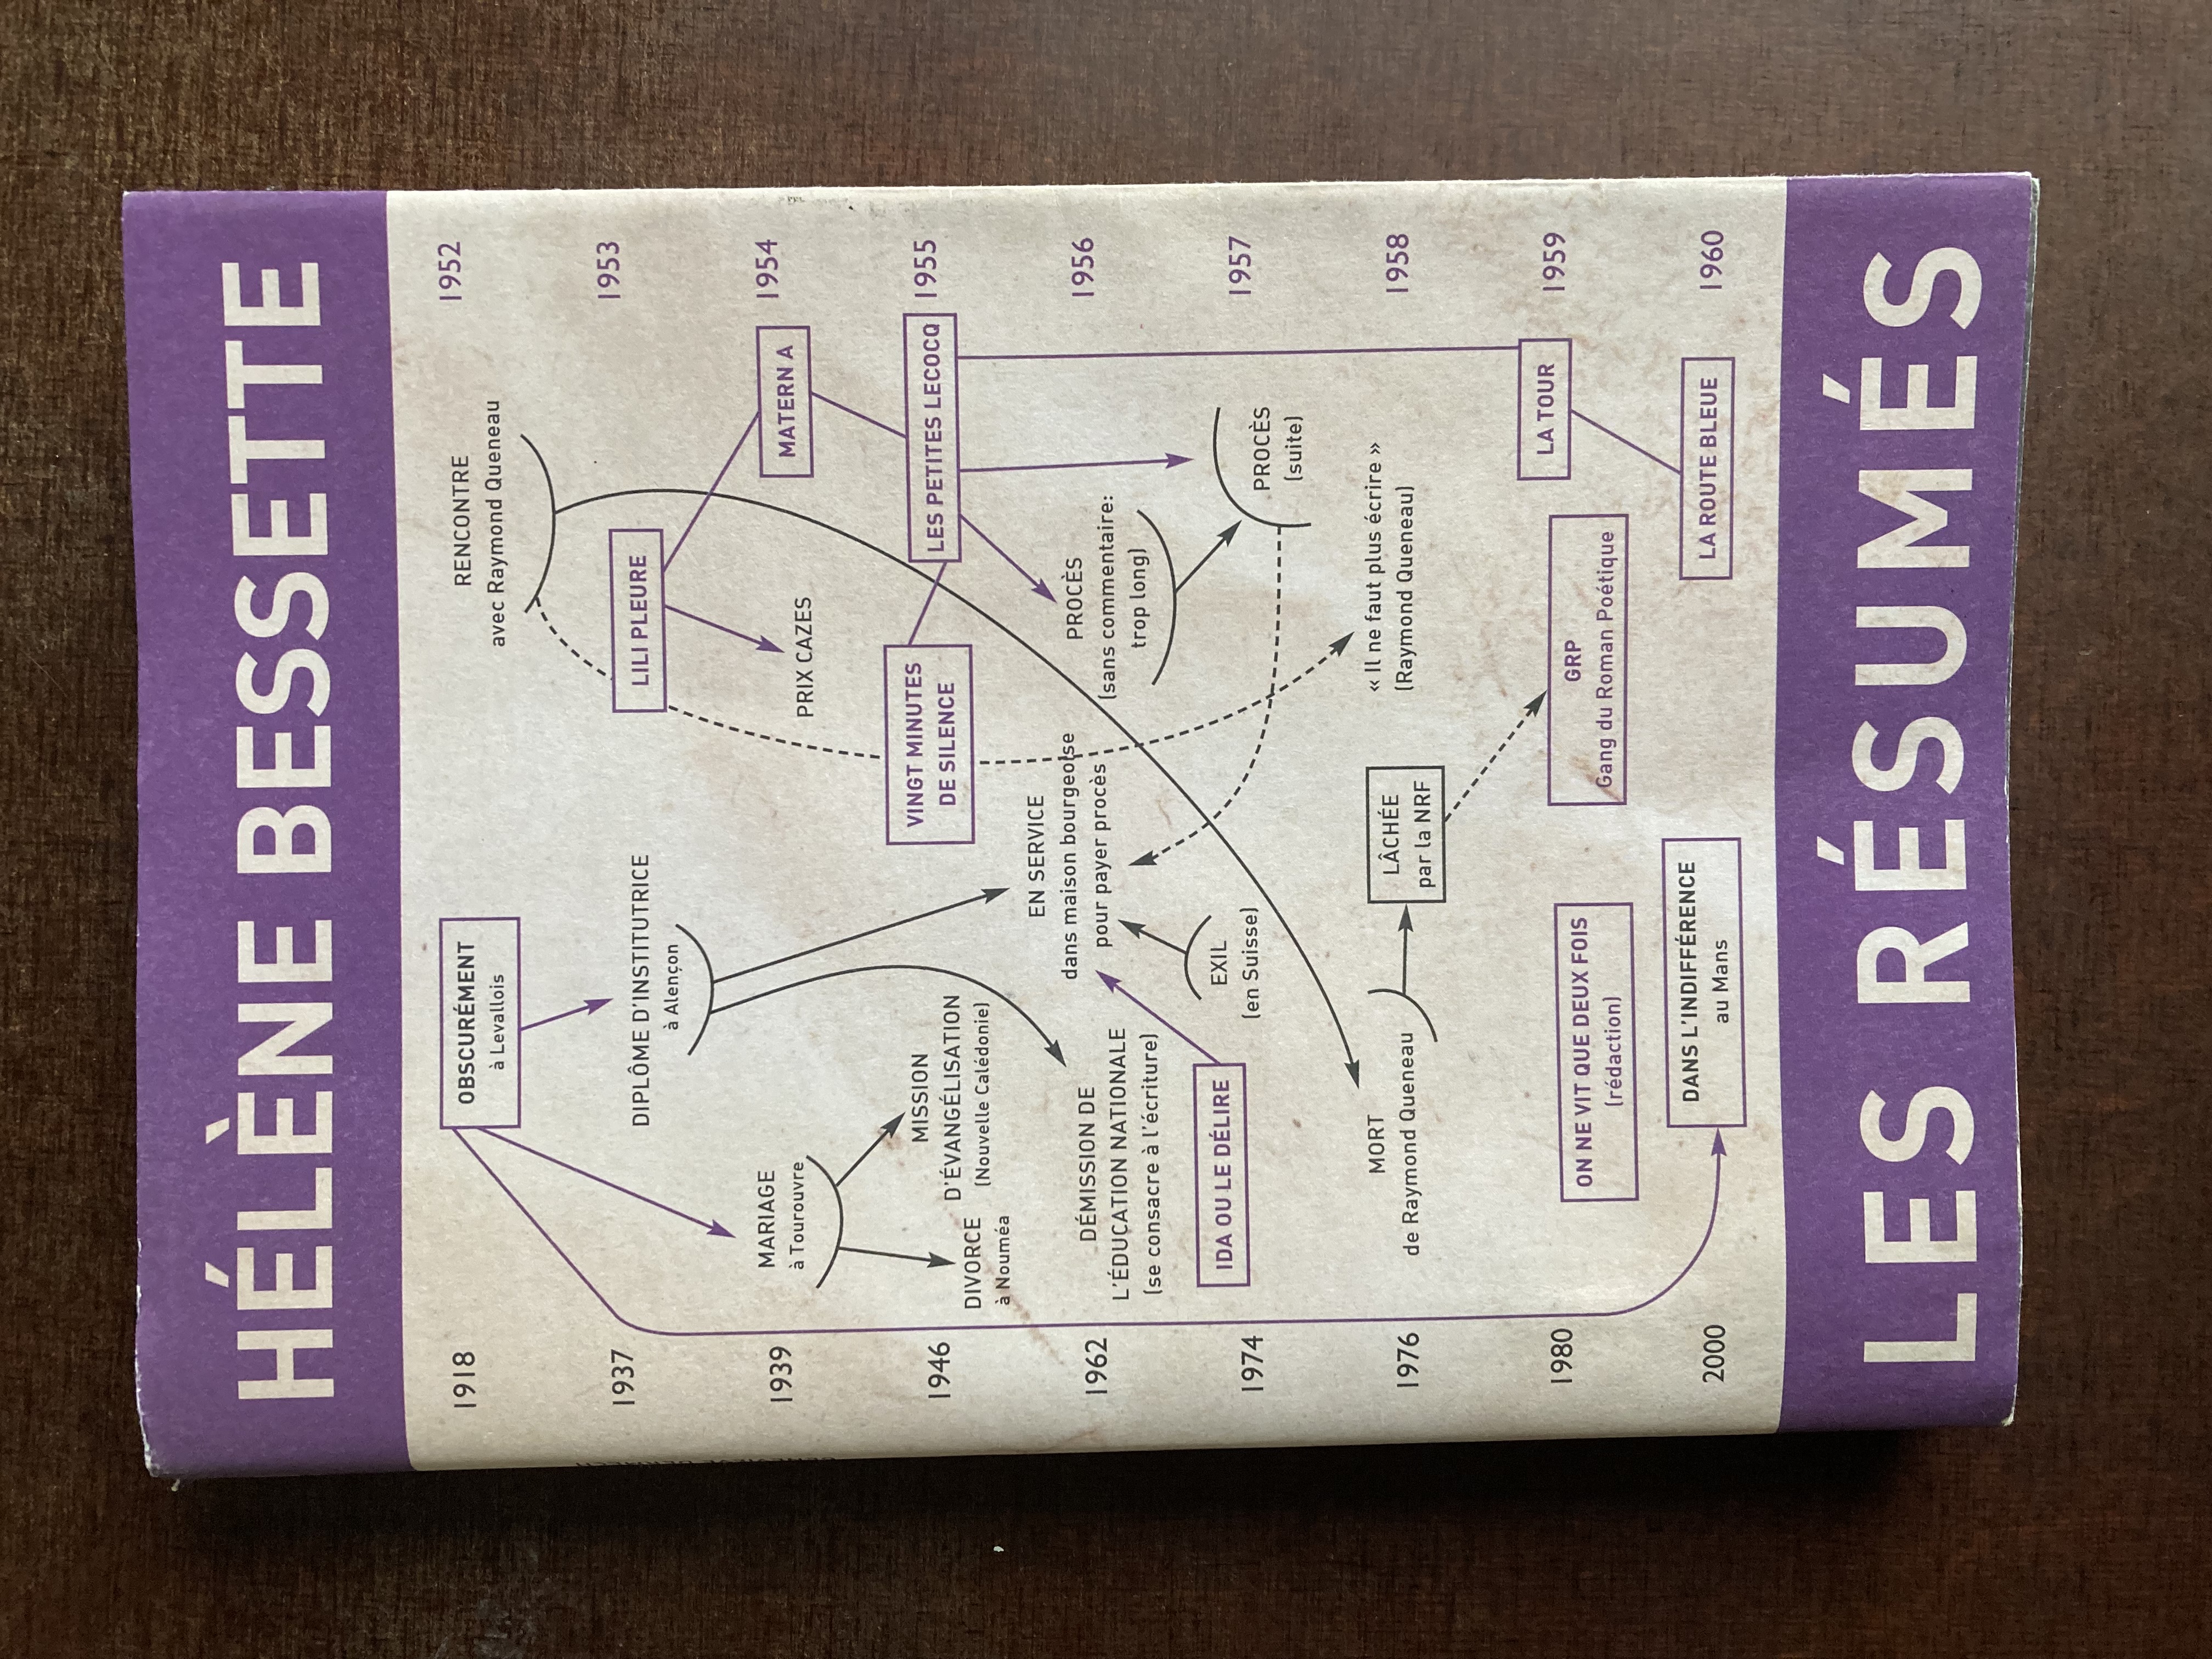 HÉLÈNE BESSETTE
1918
OBSCURÉMENT
à Levallois
RENCONTRE
avec Raymond Queneau
1952
1937
DIPLÔME D'INSTITUTRICE
à Alençon
LILI PLEURE
1953
1939
MARIAGE
à Tourouvre
PRIX CAZES
MATERN A
1954
1946
DIVORCE
à Nouméa
MISSION
D'ÉVANGÉLISATION
(Nouvelle Calédonie)
VINGT MINUTES
DE SILENCE
LES PETITES LECOCQ
1955
1962
DÉMISSION DE
L'ÉDUCATION NATIONALE
(se consacre à l'écriture)
EN SERVICE
dans maison bourgeoise
pour payer procès
PROCÈS
(sans commentaire:
trop long)
1956
1974
IDA OU LE DÉLIRE
EXIL
(en Suisse)
PROCÈS
(suite)
1957
1976
MORT
de Raymond Queneau
LÂCHÉE
par la NRF
« Il ne faut plus écrire »
(Raymond Queneau)
1958
1980
ON NE VIT QUE DEUX FOIS
(rédaction)
GRP
Gang du Roman Poétique
LA TOUR
1959
2000
DANS L'INDIFFÉRENCE
au Mans
LA ROUTE BLEUE
1960
LES RÉSUMÉS